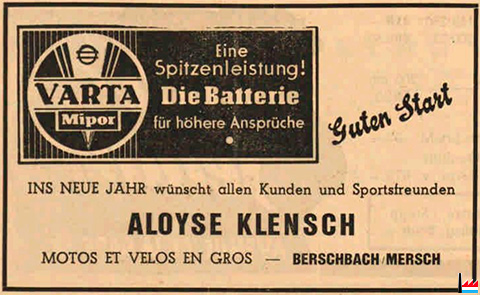 VARTA
Mipor
Eine
Spitzenleistung!
Die Batterie
für höhere Ansprüche
Guten Start
INS NEUE JAHR wünscht allen Kunden und Sportsfreunden
ALOYSE KLENSCH
MOTOS ET VELOS EN GROS — BERSCHBACH/MERSCH